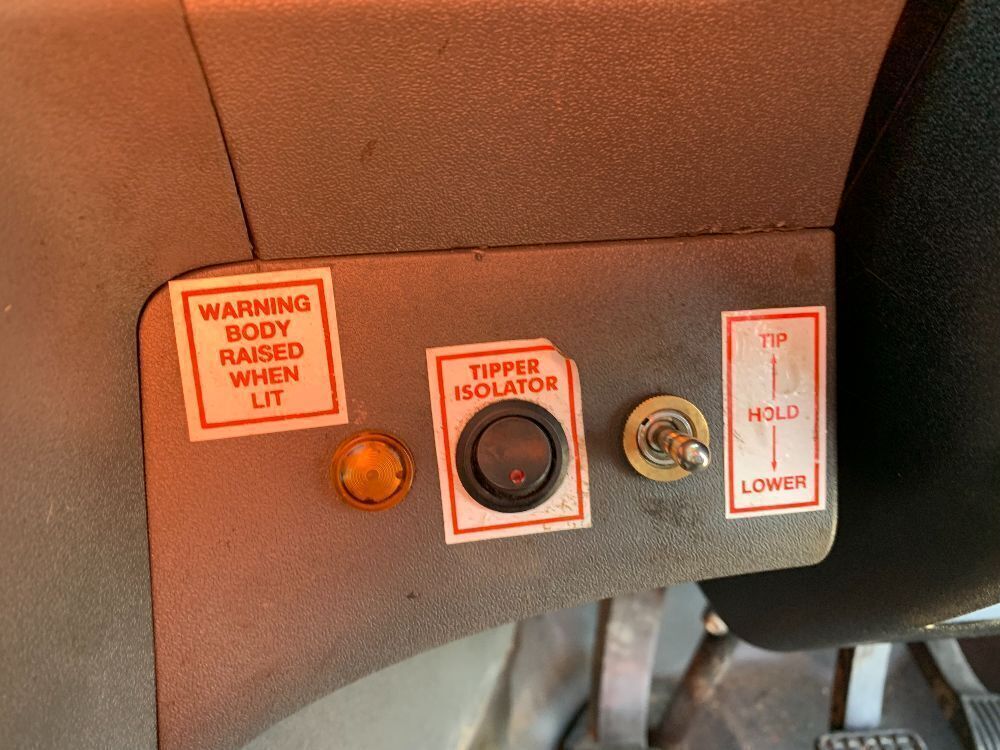 WARNING
BODY
RAISED
WHEN
LIT
TIPPER
ISOLATOR
TIP
HOLD
LOWER